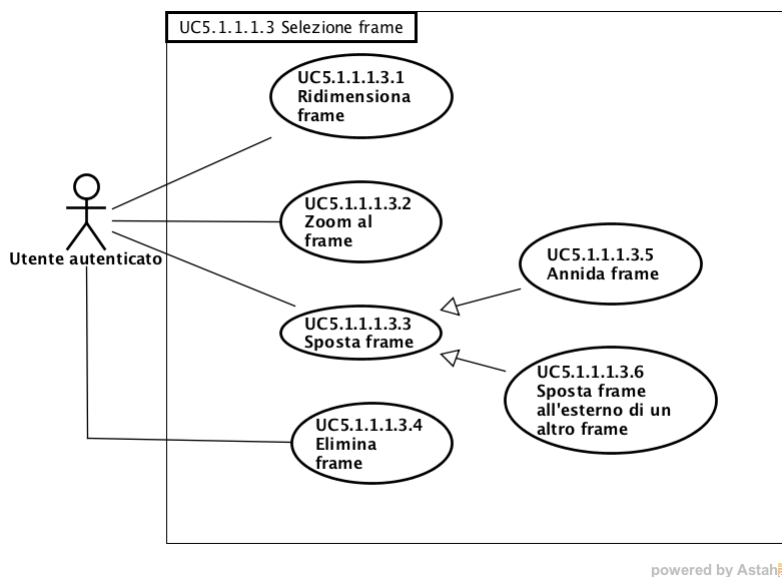 UC5.1.1.1.3 Selezione frame
UC5.1.1.1.3.1
Ridimensiona
frame
UC5.1.1.1.3.2
Zoom al
frame
Utente autenticato
UC5.1.1.1.3.5
Annida frame
UC5.1.1.1.3.3
Sposta frame
UC5.1.1.1.3.6
Sposta frame
all'esterno di un
altro frame
UC5.1.1.1.3.4
Elimina
frame
powered by Astah